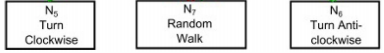 N₅
Turn
Clockwise
N₇
Random
Walk
N₆
Turn Anti-
clockwise